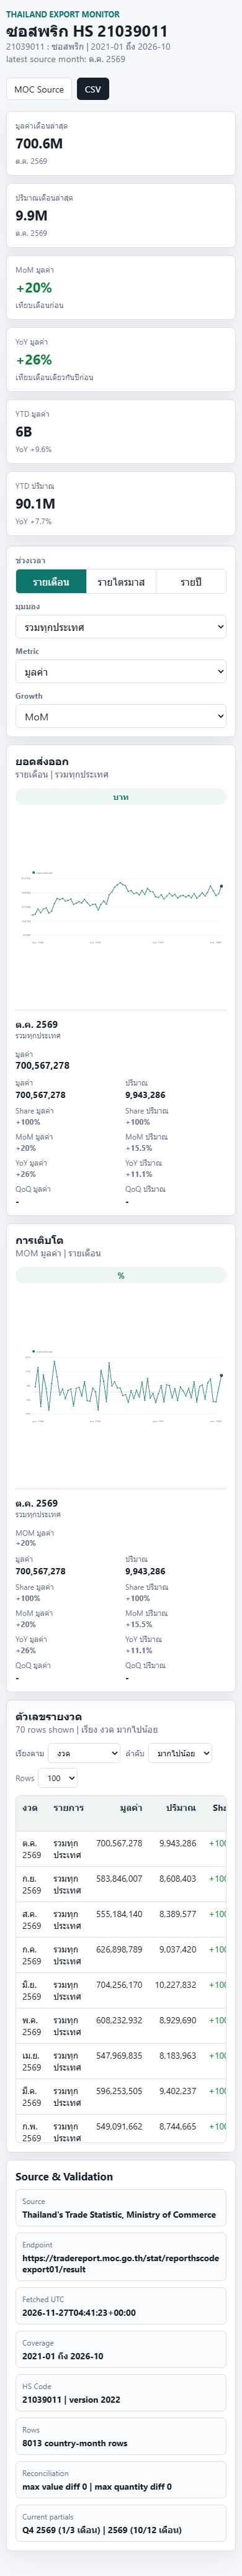 THAILAND EXPORT MONITOR
ซอสพริก HS 21039011
21039011 : ซอสพริก | 2021-01 ถึง 2026-10
latest source month: ต.ค. 2569
MOC Source CSV
มูลค่าเดือนล่าสุด
700.6M
ต.ค. 2569
ปริมาณเดือนล่าสุด
9.9M
ต.ค. 2569
MoM มูลค่า
+20%
เทียบเดือนก่อน
YoY มูลค่า
+26%
เทียบเดือนเดียวกันปีก่อน
YTD มูลค่า
6B
YoY +9.6%
YTD ปริมาณ
90.1M
YoY +7.7%
ช่วงเวลา
รายเดือน รายไตรมาส รายปี
มุมมอง
รวมทุกประเทศ
Metric
มูลค่า
Growth
MoM
ยอดส่งออก
รายเดือน | รวมทุกประเทศ
บาท
ต.ค. 2569
รวมทุกประเทศ
มูลค่า
700,567,278
มูลค่า ปริมาณ
700,567,278 9,943,286
Share มูลค่า Share ปริมาณ
+100% +100%
MoM มูลค่า MoM ปริมาณ
+20% +15.5%
YoY มูลค่า YoY ปริมาณ
+26% +11.1%
QoQ มูลค่า QoQ ปริมาณ
- -
การเติบโต
MOM มูลค่า | รายเดือน
%
ต.ค. 2569
รวมทุกประเทศ
MOM มูลค่า
+20%
มูลค่า ปริมาณ
700,567,278 9,943,286
Share มูลค่า Share ปริมาณ
+100% +100%
MoM มูลค่า MoM ปริมาณ
+20% +15.5%
YoY มูลค่า YoY ปริมาณ
+26% +11.1%
QoQ มูลค่า QoQ ปริมาณ
- -
ตัวเลขรายงวด
70 rows shown | เรียง งวด มากไปน้อย
เรียงตาม งวด ลำดับ มากไปน้อย
Rows 100
งวด รายการ มูลค่า ปริมาณ Sha
ต.ค. 2569 รวมทุกประเทศ 700,567,278 9,943,286 +100
ก.ย. 2569 รวมทุกประเทศ 583,846,007 8,608,403 +100
ส.ค. 2569 รวมทุกประเทศ 555,184,140 8,389,577 +100
ก.ค. 2569 รวมทุกประเทศ 626,898,789 9,037,420 +100
มิ.ย. 2569 รวมทุกประเทศ 704,256,170 10,227,832 +100
พ.ค. 2569 รวมทุกประเทศ 608,232,932 8,929,690 +100
เม.ย. 2569 รวมทุกประเทศ 547,969,835 8,183,963 +100
มี.ค. 2569 รวมทุกประเทศ 596,253,505 9,402,237 +100
ก.พ. 2569 รวมทุกประเทศ 549,091,662 8,744,665 +100
Source & Validation
Source
Thailand's Trade Statistic, Ministry of Commerce
Endpoint
https://tradereport.moc.go.th/stat/reporthscode
export01/result
Fetched UTC
2026-11-27T04:41:23+00:00
Coverage
2021-01 ถึง 2026-10
HS Code
21039011 | version 2022
Rows
8013 country-month rows
Reconciliation
max value diff 0 | max quantity diff 0
Current partials
Q4 2569 (1/3 เดือน) | 2569 (10/12 เดือน)